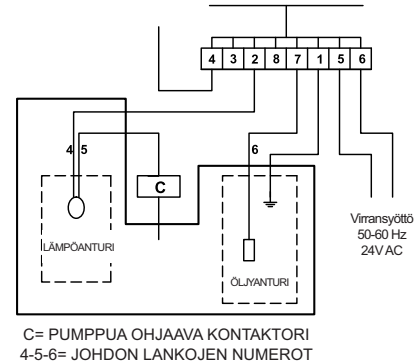 4 3 2 8 7 1 5 6
4 5
6
C
LÄMPÖANTURI
ÖLJYANTURI
Virransyöttö
50-60 Hz
24V AC
C= PUMPPUA OHJAAVA KONTAKTORI
4-5-6= JOHDON LANKOJEN NUMEROT